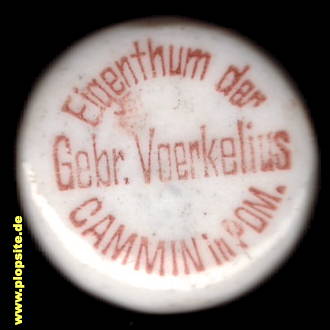 Eigenthum der
Gebr. Voerkelius
CAMMIN in POM.
www.plopsite.de